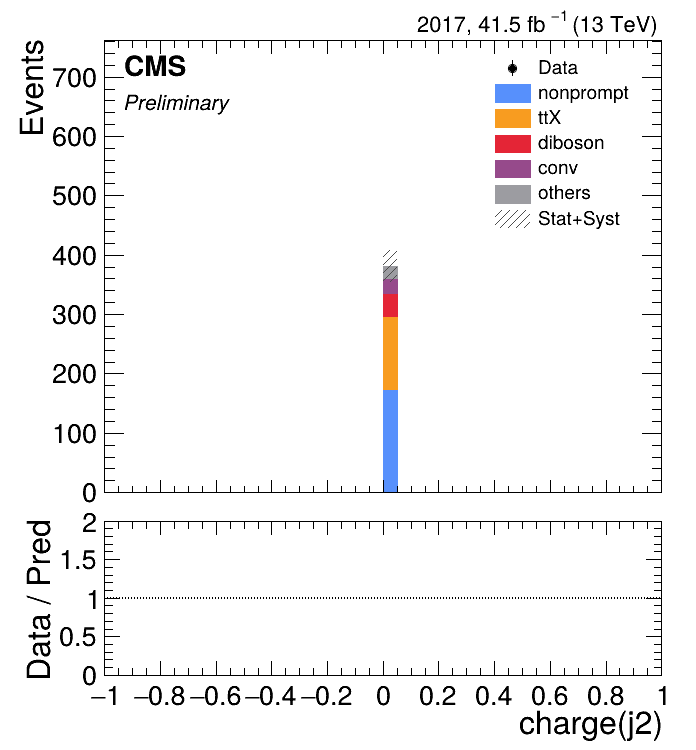 2017, 41.5 fb⁻¹ (13 TeV)
CMS
Preliminary
Events
700
600
500
400
300
200
100
0
Data
nonprompt
ttX
diboson
conv
others
Stat+Syst
Data / Pred
2
1.5
1
0.5
0
−1 −0.8 −0.6 −0.4 −0.2 0 0.2 0.4 0.6 0.8 1
charge(j2)